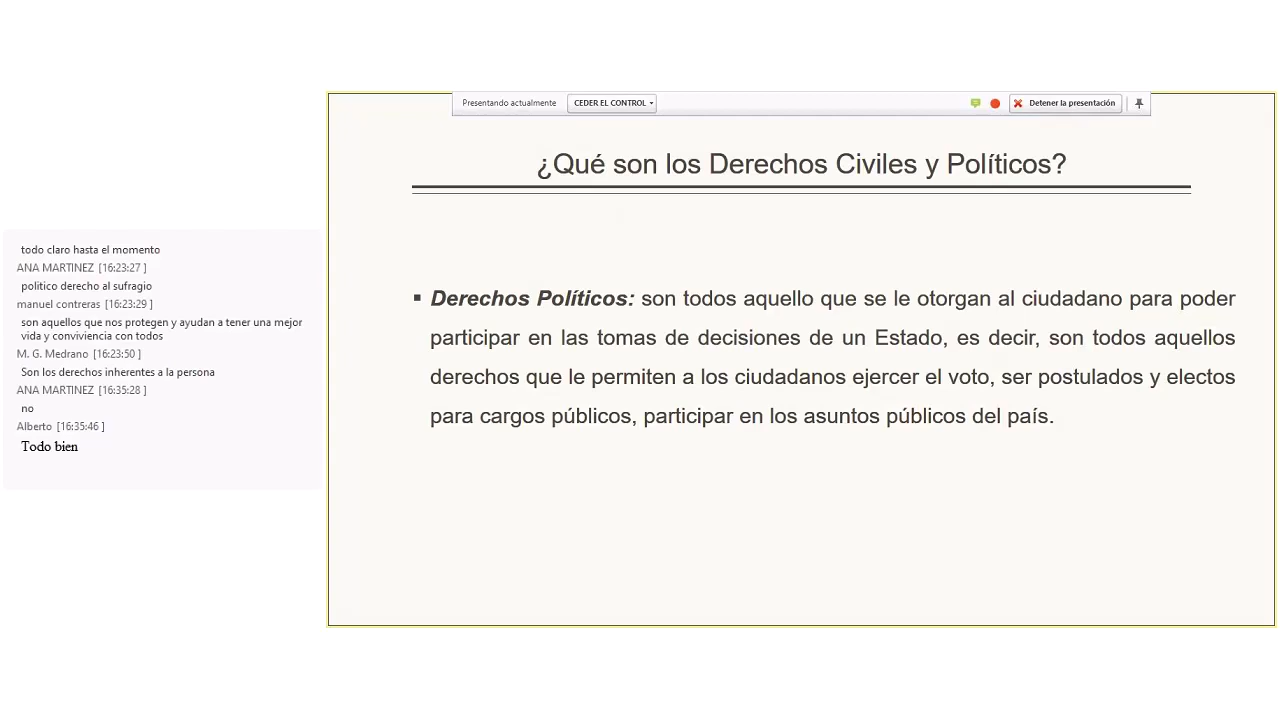 Presentando actualmente
CEDER EL CONTROL
Detener la presentación
¿Qué son los Derechos Civiles y Políticos?
todo claro hasta el momento
ANA MARTINEZ [16:23:27 ]
politico derecho al sufragio
manuel contreras [16:23:29 ]
son aquellos que nos protegen y ayudan a tener una mejor
vida y conviviencia con todos
M. G. Medrano [16:23:50 ]
Son los derechos inherentes a la persona
ANA MARTINEZ [16:35:28 ]
no
Alberto [16:35:46 ]
Todo bien
▪ Derechos Políticos: son todos aquello que se le otorgan al ciudadano para poder
participar en las tomas de decisiones de un Estado, es decir, son todos aquellos
derechos que le permiten a los ciudadanos ejercer el voto, ser postulados y electos
para cargos públicos, participar en los asuntos públicos del país.